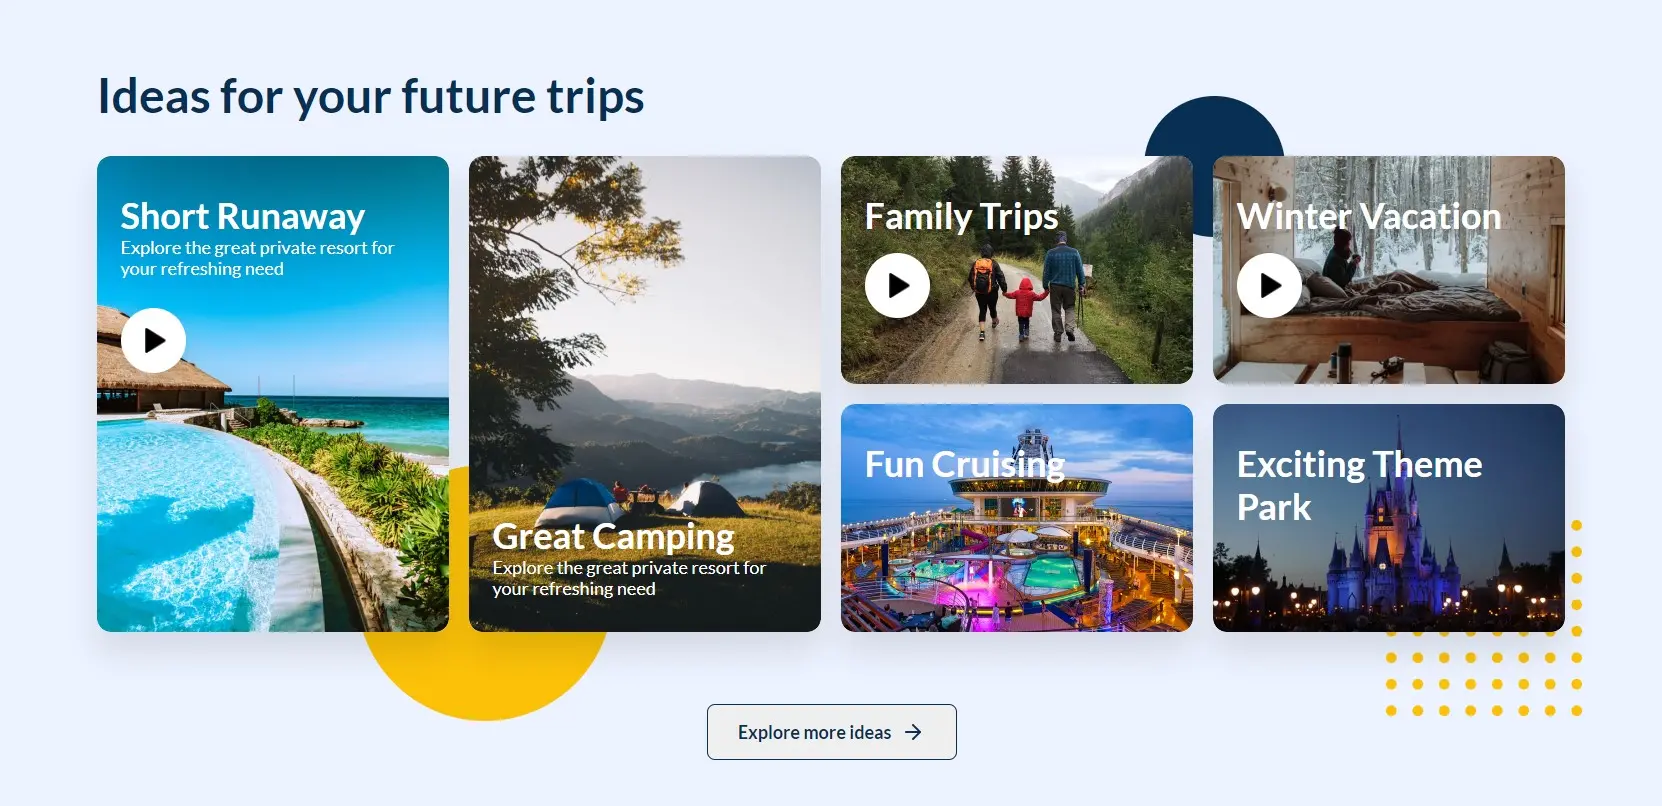 Ideas for your future trips
Short Runaway
Explore the great private resort for
your refreshing need
Great Camping
Explore the great private resort for
your refreshing need
Family Trips
Winter Vacation
Fun Cruising
Exciting Theme
Park
Explore more ideas